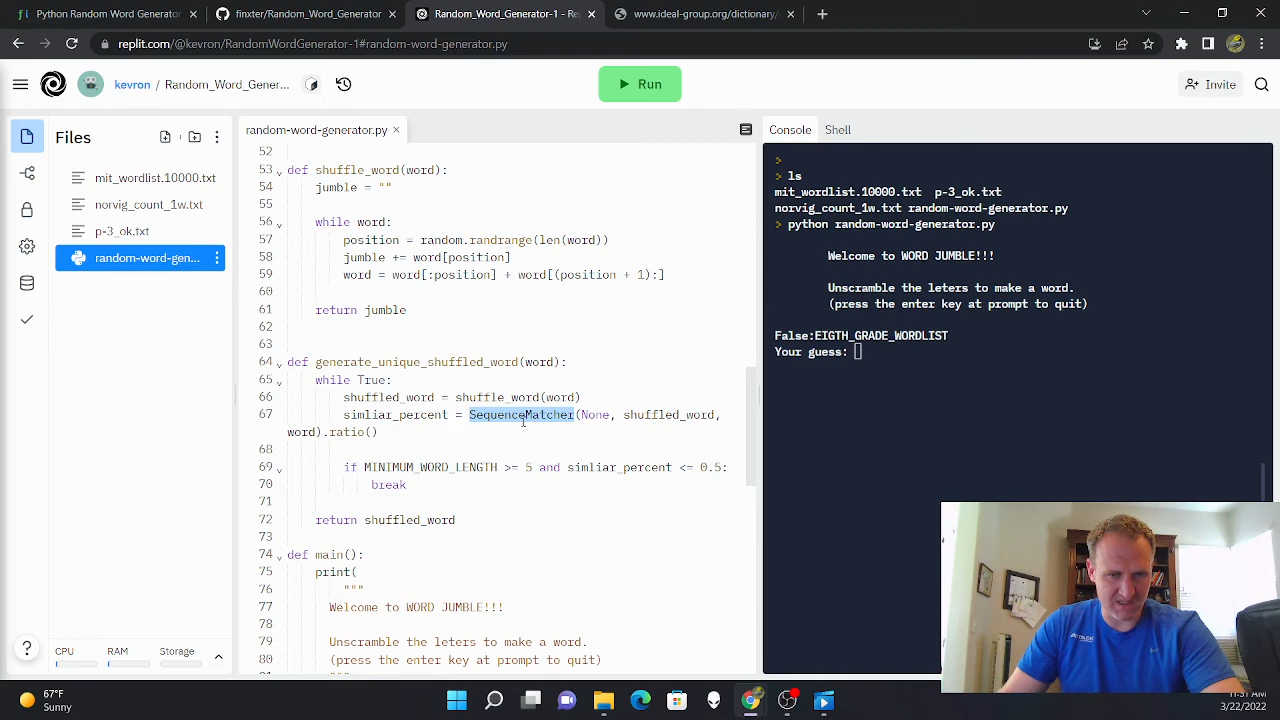 Python Word Random Generator
finxter/Random_Word_Generator:
Random_Word_Generator-1 - Re
www.ideal-group.org/dictionary/
replit.com/@kevron/RandomWordGenerator-1#random-word-generator.py
kevron / Random_Word_Gener...
Run
Invite
Files
mit_wordlist.10000.txt
norvig_count_1w.txt
p-3_ok.txt
random-word-gen...
CPU RAM Storage
random-word-generator.py
52
53 def shuffle_word(word):
54 jumble = ""
55
56 while word:
57 position = random.randrange(len(word))
58 jumble += word[position]
59 word = word[:position] + word[(position + 1):]
60
61 return jumble
62
63
64 def generate_unique_shuffled_word(word):
65 while True:
66 shuffled_word = shuffle_word(word)
67 simliar_percent = SequenceMatcher(None, shuffled_word,
word).ratio()
68
69 if MINIMUM_WORD_LENGTH >= 5 and simliar_percent <= 0.5:
70 break
71
72 return shuffled_word
73
74 def main():
75 print(
76 """
77 Welcome to WORD JUMBLE!!!
78
79 Unscramble the leters to make a word.
80 (press the enter key at prompt to quit)
Console Shell
>
> ls
mit_wordlist.10000.txt p-3_ok.txt
norvig_count_1w.txt random-word-generator.py
> python random-word-generator.py
Welcome to WORD JUMBLE!!!
Unscramble the leters to make a word.
(press the enter key at prompt to quit)
False:EIGTH_GRADE_WORDLIST
Your guess:
67°F
Sunny
3/22/2022